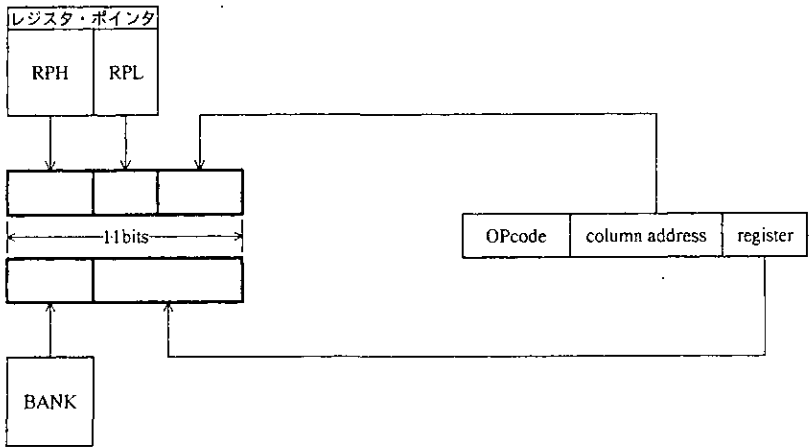 レジスタ・ポインタ
RPH RPL
11bits
OPcode column address register
BANK